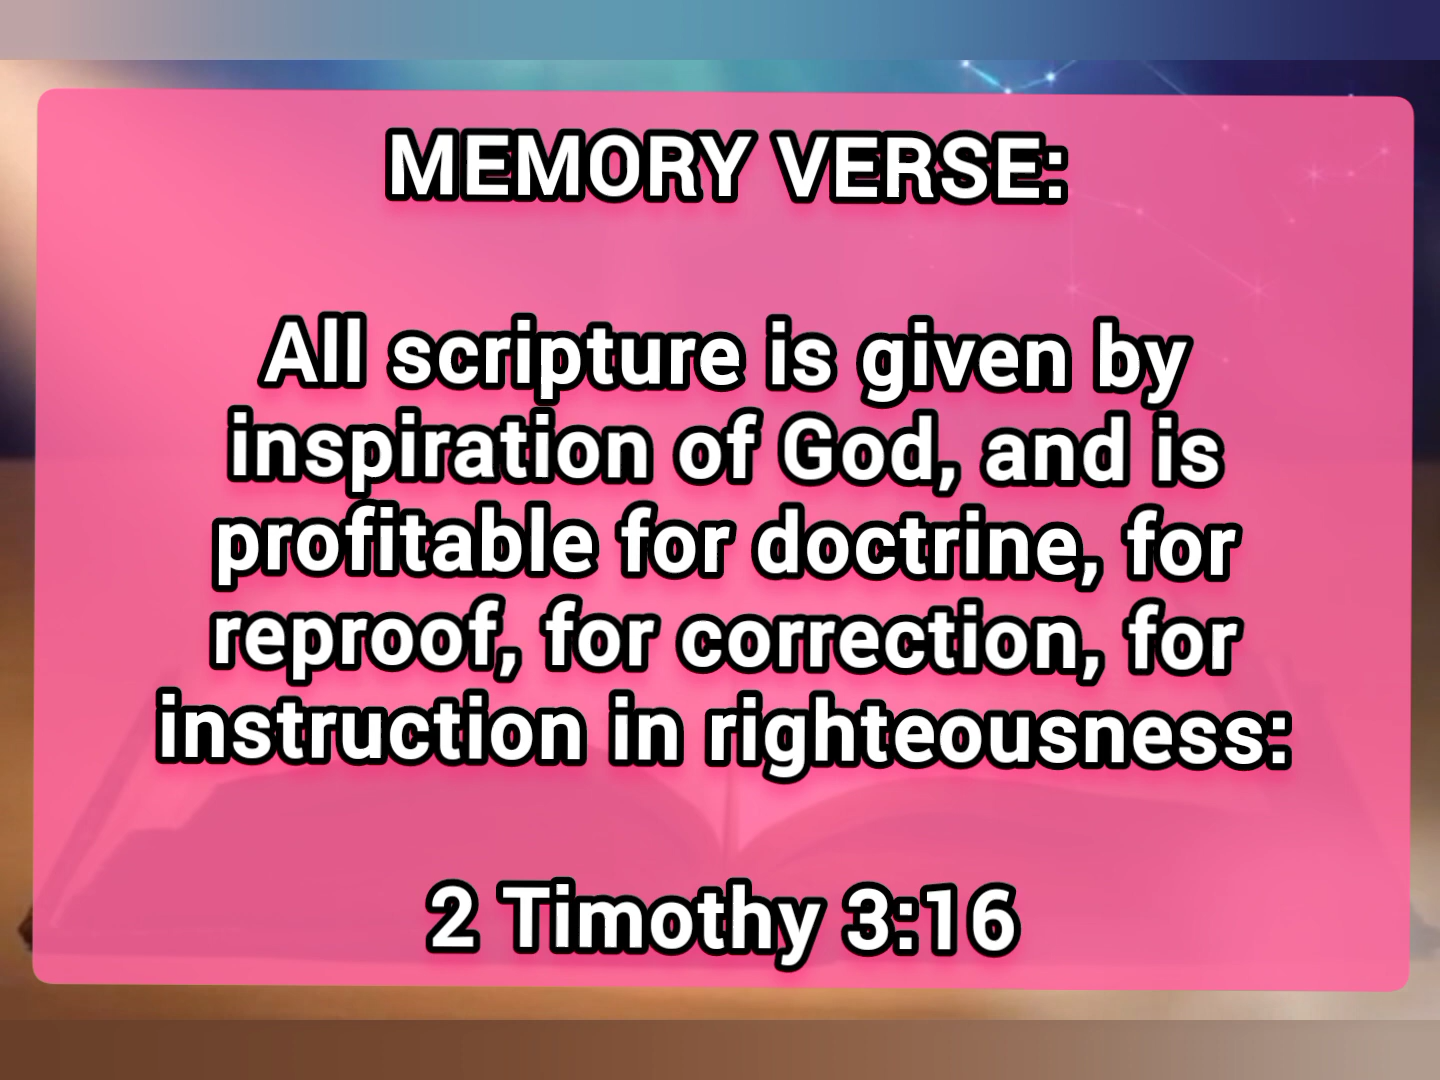 MEMORY VERSE:
All scripture is given by
inspiration of God, and is
profitable for doctrine, for
reproof, for correction, for
instruction in righteousness:
2 Timothy 3:16